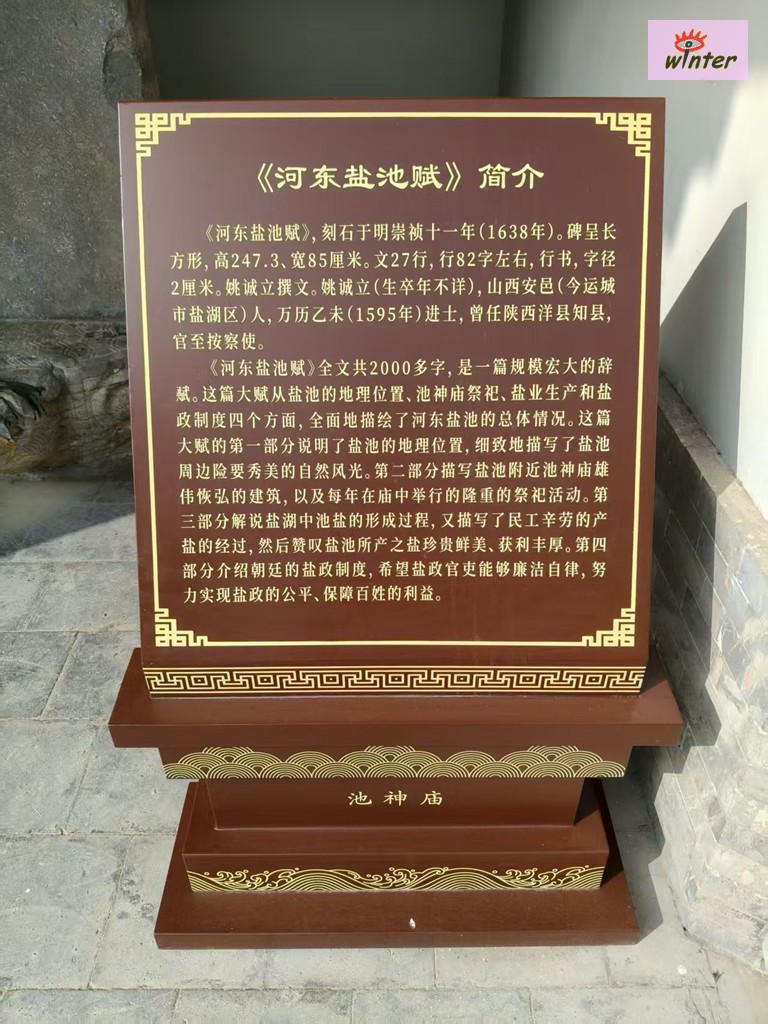 winter
《河东盐池赋》简介
《河东盐池赋》,刻石于明崇祯十一年(1638年)。碑呈长
方形,高247.3、宽85厘米。文27行,行82字左右,行书,字径
2厘米。姚诚立撰文。姚诚立(生卒年不详),山西安邑(今运城
市盐湖区)人,万历乙未(1595年)进士,曾任陕西洋县知县,
官至按察使。
《河东盐池赋》全文共2000多字,是一篇规模宏大的辞
赋。这篇大赋从盐池的地理位置、池神庙祭祀、盐业生产和盐
政制度四个方面,全面地描绘了河东盐池的总体情况。这篇
大赋的第一部分说明了盐池的地理位置,细致地描写了盐池
周边险要秀美的自然风光。第二部分描写盐池附近池神庙雄
伟恢弘的建筑,以及每年在庙中举行的隆重的祭祀活动。第
三部分解说盐湖中池盐的形成过程,又描写了民工辛劳的产
盐的经过,然后赞叹盐池所产之盐珍贵鲜美、获利丰厚。第四
部分介绍朝廷的盐政制度,希望盐政官吏能够廉洁自律,努
力实现盐政的公平、保障百姓的利益。
池神庙